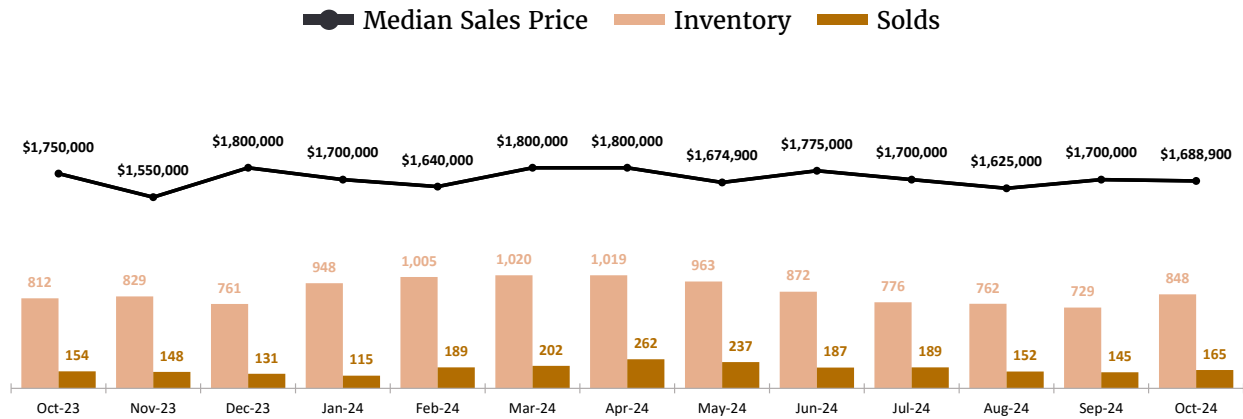 Median Sales Price Inventory Solds
$1,750,000 $1,550,000 $1,800,000 $1,700,000 $1,640,000 $1,800,000 $1,800,000 $1,674,900 $1,775,000 $1,700,000 $1,625,000 $1,700,000 $1,688,900
812 829 761 948 1,005 1,020 1,019 963 872 776 762 729 848
154 148 131 115 189 202 262 237 187 189 152 145 165
Oct-23 Nov-23 Dec-23 Jan-24 Feb-24 Mar-24 Apr-24 May-24 Jun-24 Jul-24 Aug-24 Sep-24 Oct-24